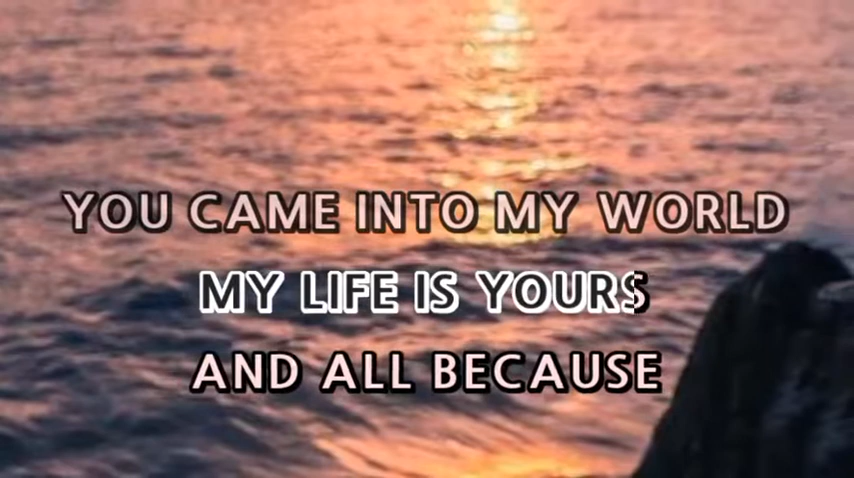 YOU CAME INTO MY WORLD
MY LIFE IS YOURS
AND ALL BECAUSE